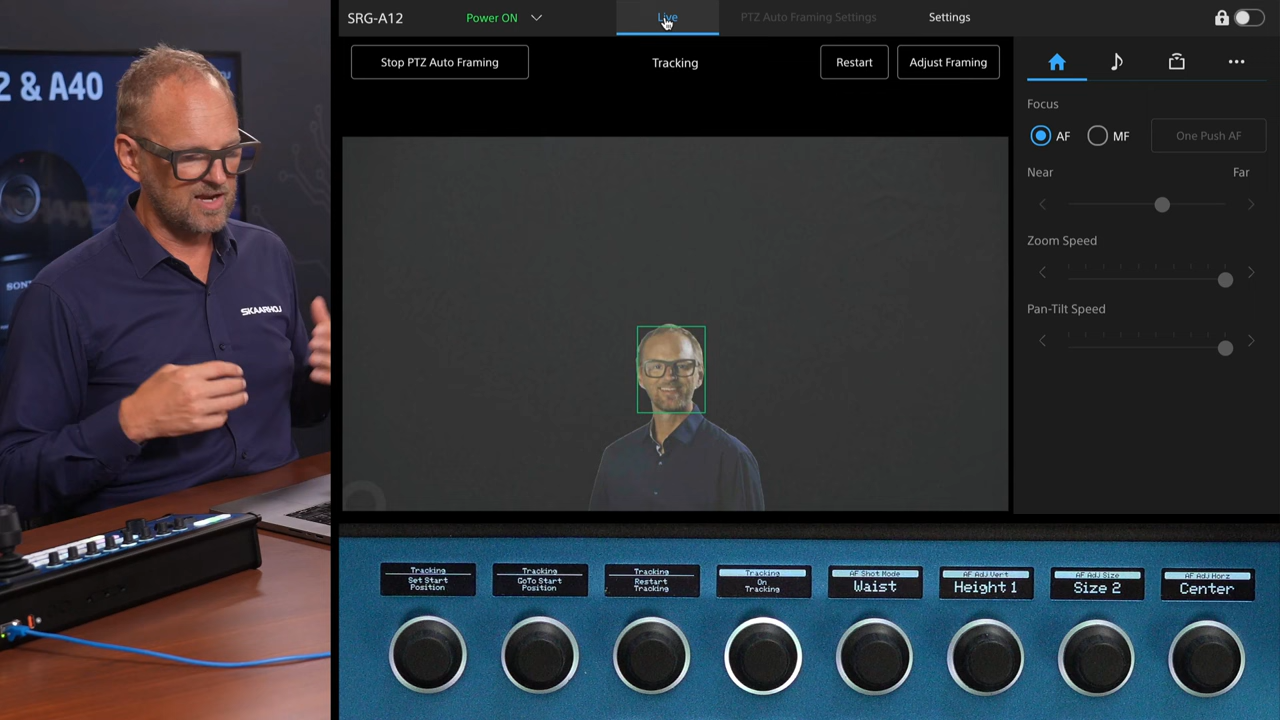 2 & A40
SONY
SKAARHOJ
SRG-A12
Power ON
Live
PTZ Auto Framing Settings
Settings
Stop PTZ Auto Framing
Tracking
Restart
Adjust Framing
Focus
AF
MF
One Push AF
Near
Far
Zoom Speed
Pan-Tilt Speed
Tracking
Set Start
Position
Tracking
GoTo Start
Position
Tracking
Restart
Tracking
Tracking
On
Tracking
AF Shot Mode
Waist
AF Adj Vert
Height 1
AF Adj Size
Size 2
AF Adj Horz
Center